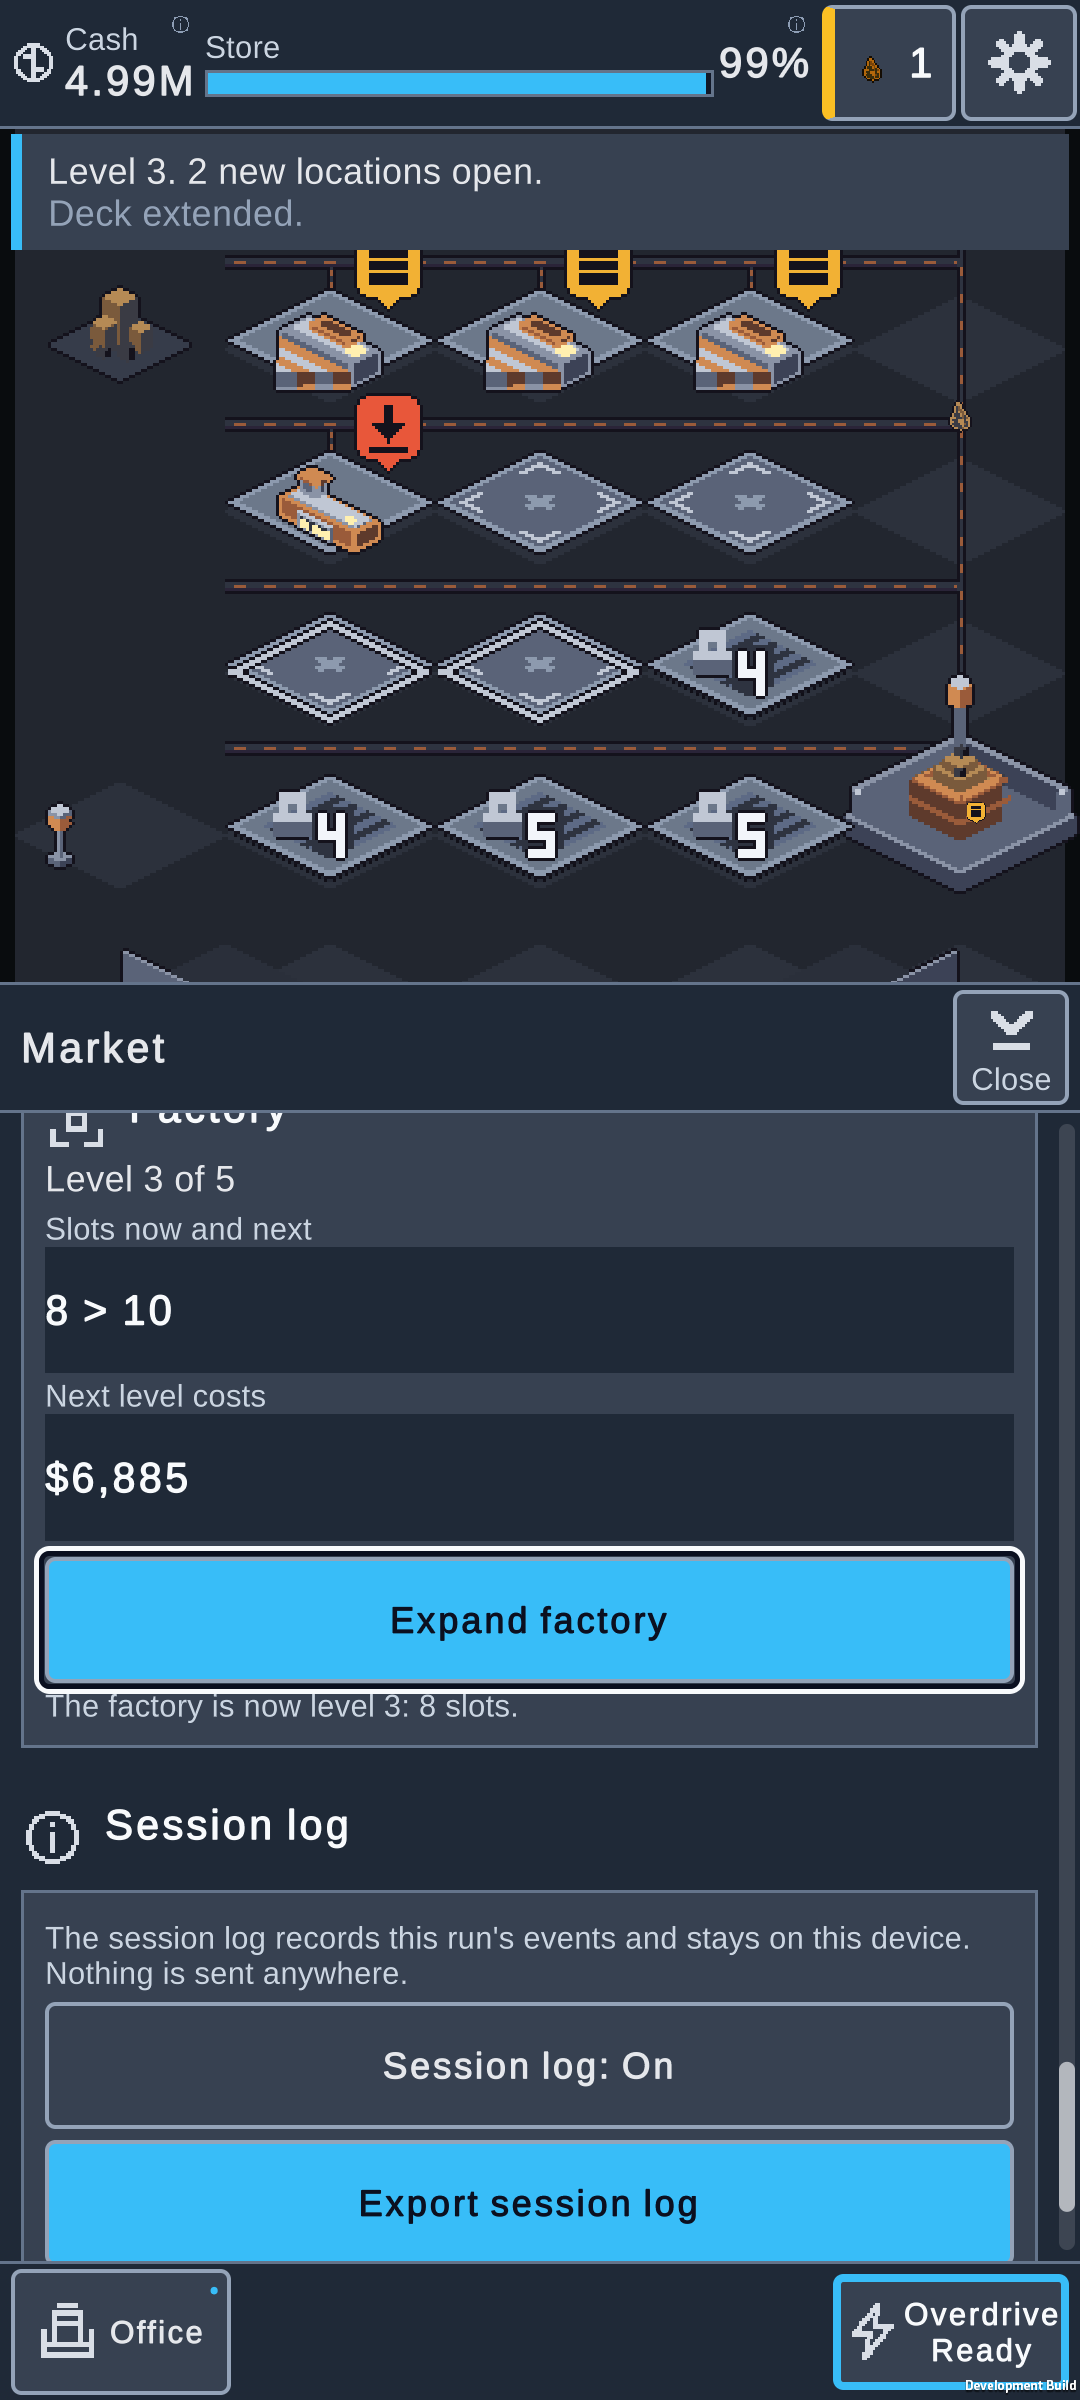 Cash
4.99M
Store
99%
1
Level 3. 2 new locations open.
Deck extended.
4
4
5
5
Market
Close
Factory
Level 3 of 5
Slots now and next
8 > 10
Next level costs
$6,885
Expand factory
The factory is now level 3: 8 slots.
Session log
The session log records this run's events and stays on this device.
Nothing is sent anywhere.
Session log: On
Export session log
Office
Overdrive
Ready
Development Build